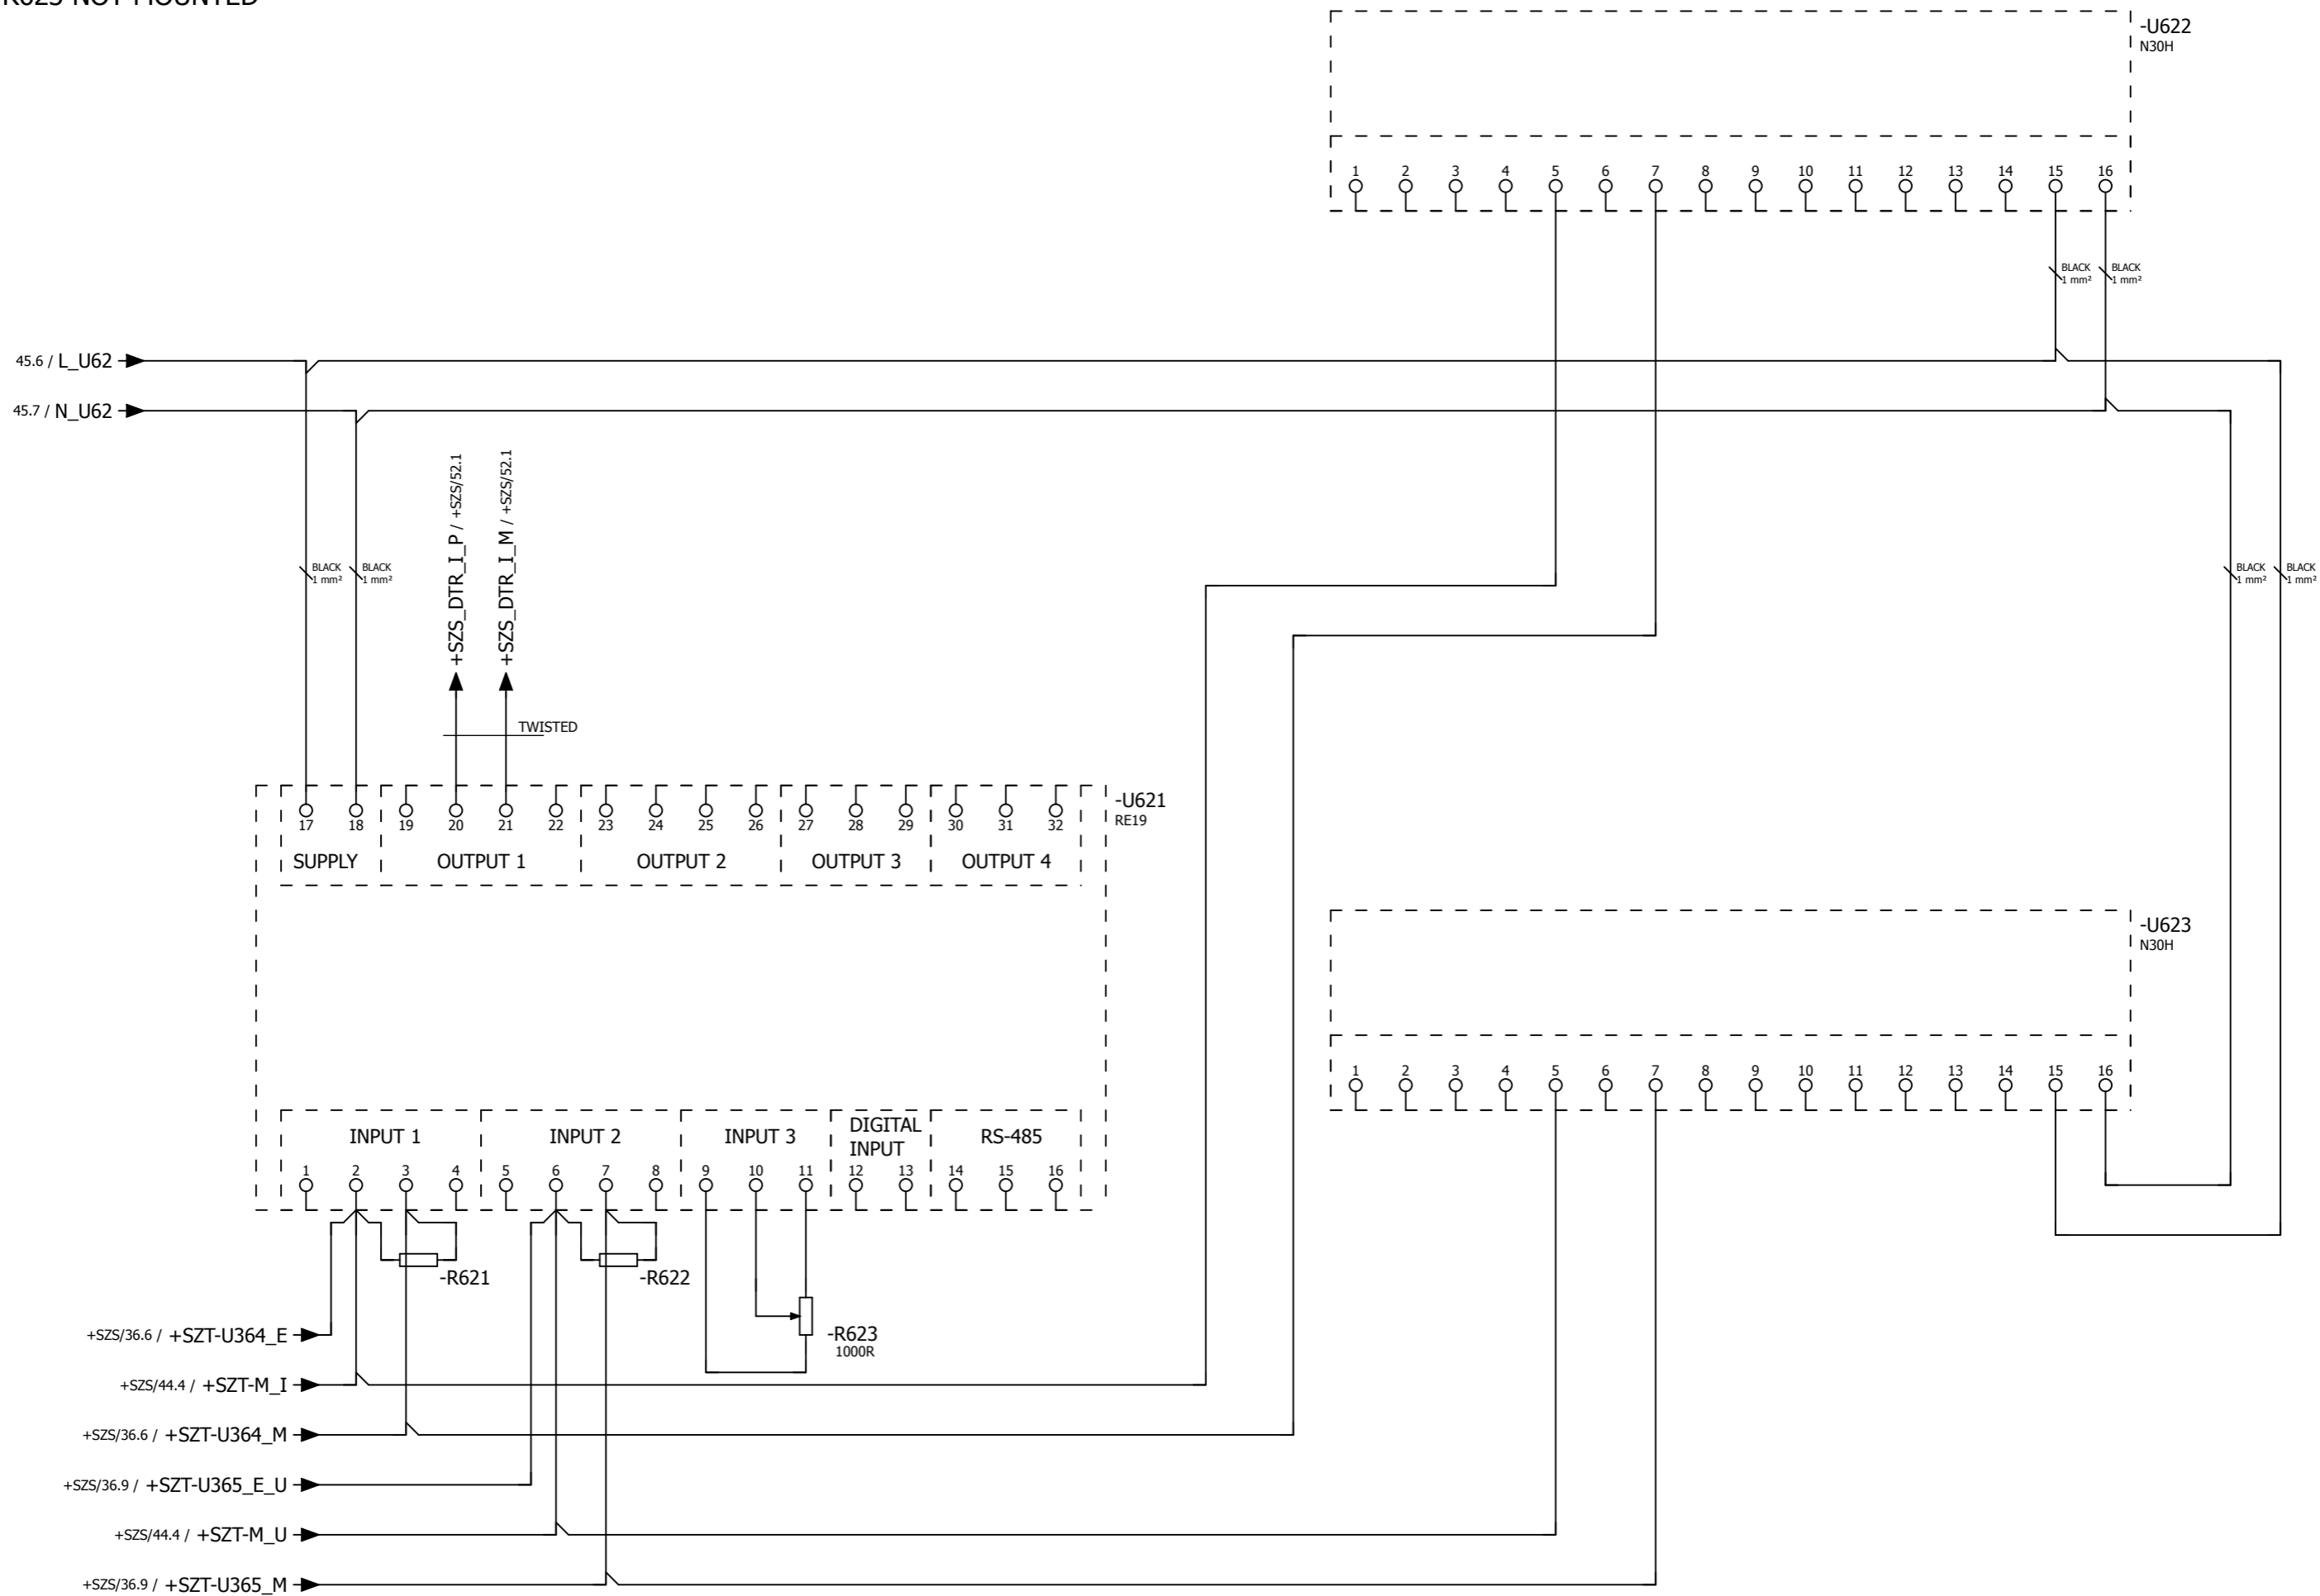 NOT MOUNTED
-U622
N30H
1 2 3 4 5 6 7 8 9 10 11 12 13 14 15 16
BLACK
1 mm²
BLACK
1 mm²
45.6 / L_U62
45.7 / N_U62
+SZS_DTR_I_P / +SZS/52.1
+SZS_DTR_I_M / +SZS/52.1
BLACK
1 mm²
BLACK
1 mm²
BLACK
1 mm²
BLACK
1 mm²
TWISTED
-U621
RE19
17 18 19 20 21 22 23 24 25 26 27 28 29 30 31 32
SUPPLY OUTPUT 1 OUTPUT 2 OUTPUT 3 OUTPUT 4
-U623
N30H
1 2 3 4 5 6 7 8 9 10 11 12 13 14 15 16
INPUT 1 INPUT 2 INPUT 3 DIGITAL INPUT RS-485
1 2 3 4 5 6 7 8 9 10 11 12 13 14 15 16
-R621
-R622
-R623
1000R
+SZS/36.6 / +SZT-U364_E
+SZS/44.4 / +SZT-M_I
+SZS/36.6 / +SZT-U364_M
+SZS/36.9 / +SZT-U365_E_U
+SZS/44.4 / +SZT-M_U
+SZS/36.9 / +SZT-U365_M